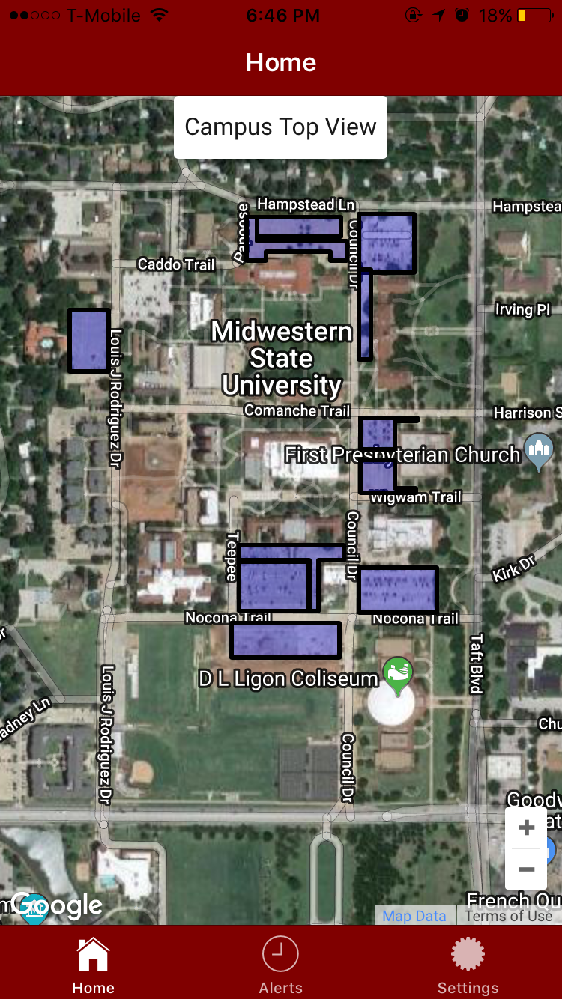 T-Mobile 6:46 PM 18%
Home
Campus Top View
Hampstead Ln
Hampstea
Papoose
Council Dr
Caddo Trail
Irving Pl
Louis J Rodriguez Dr
Midwestern
State
University
Comanche Trail
Harrison S
First Presbyterian Church
Wigwam Trail
Council Dr
Teepee
Kirk Dr
Nocona Trail
Nocona Trail
Taft Blvd
D L Ligon Coliseum
Louis J Rodriguez Dr
adney Ln
Chu
Council Dr
Goodw
at
+
−
French Qu
m
Google
Map Data
Terms of Use
Home
Alerts
Settings